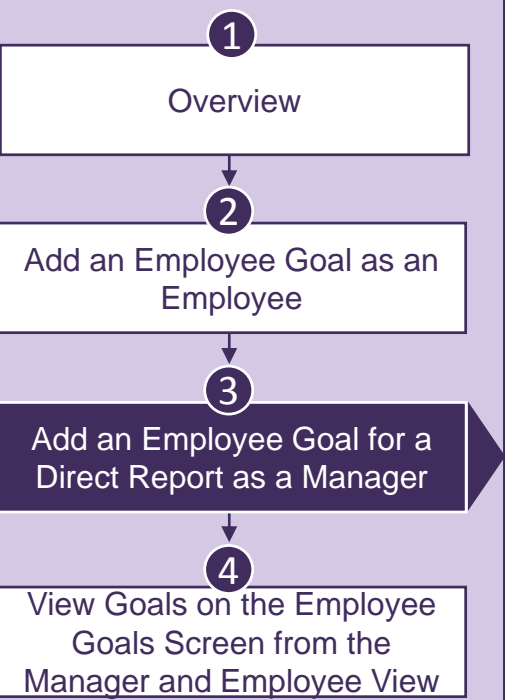 1
Overview
2
Add an Employee Goal as an
Employee
3
Add an Employee Goal for a
Direct Report as a Manager
4
View Goals on the Employee
Goals Screen from the
Manager and Employee View